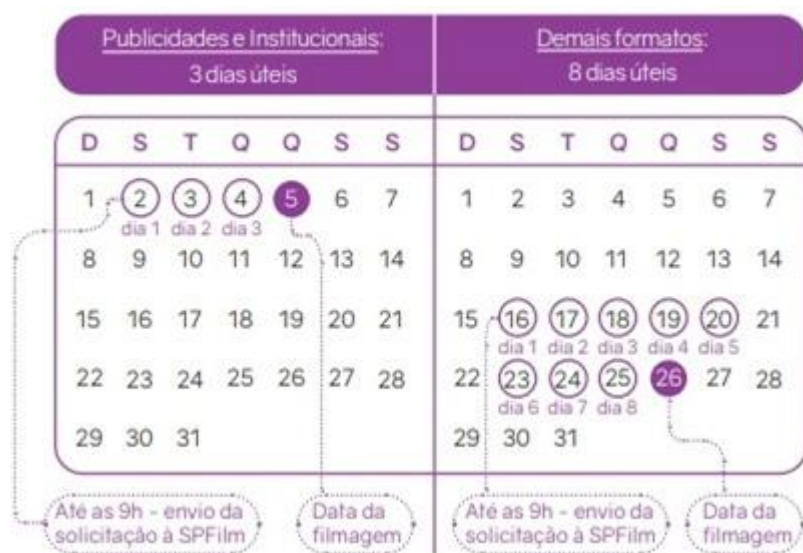 Publicidades e Institucionais:
3 dias úteis
D S T Q Q S S
1 2 3 4 5 6 7
dia 1 dia 2 dia 3
8 9 10 11 12 13 14
15 16 17 18 19 20 21
22 23 24 25 26 27 28
29 30 31
Até as 9h - envio da
solicitação à SPFilm
Data da
filmagem
Demais formatos:
8 dias úteis
D S T Q Q S S
1 2 3 4 5 6 7
8 9 10 11 12 13 14
15 16 17 18 19 20 21
dia 1 dia 2 dia 3 dia 4 dia 5
22 23 24 25 26 27 28
dia 6 dia 7 dia 8
29 30 31
Até as 9h - envio da
solicitação à SPFilm
Data da
filmagem